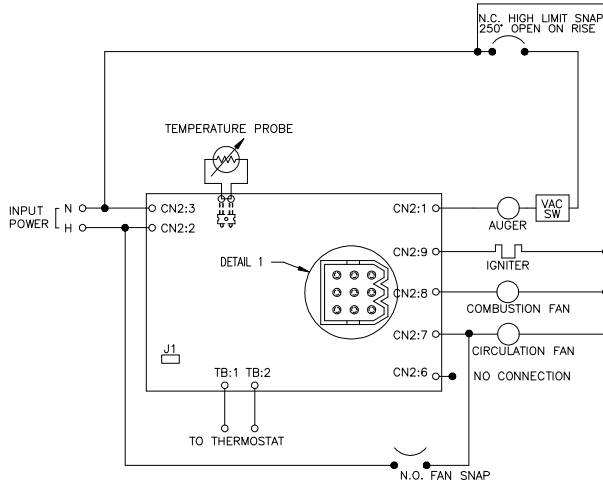 N.C. HIGH LIMIT SNAP
250° OPEN ON RISE
TEMPERATURE PROBE
INPUT
POWER
N
H
CN2:3
CN2:2
CN2:1
AUGER
VAC
SW
CN2:9
IGNITER
DETAIL 1
CN2:8
COMBUSTION FAN
CN2:7
CIRCULATION FAN
J1
TB:1 TB:2
CN2:6
NO CONNECTION
TO THERMOSTAT
N.O. FAN SNAP